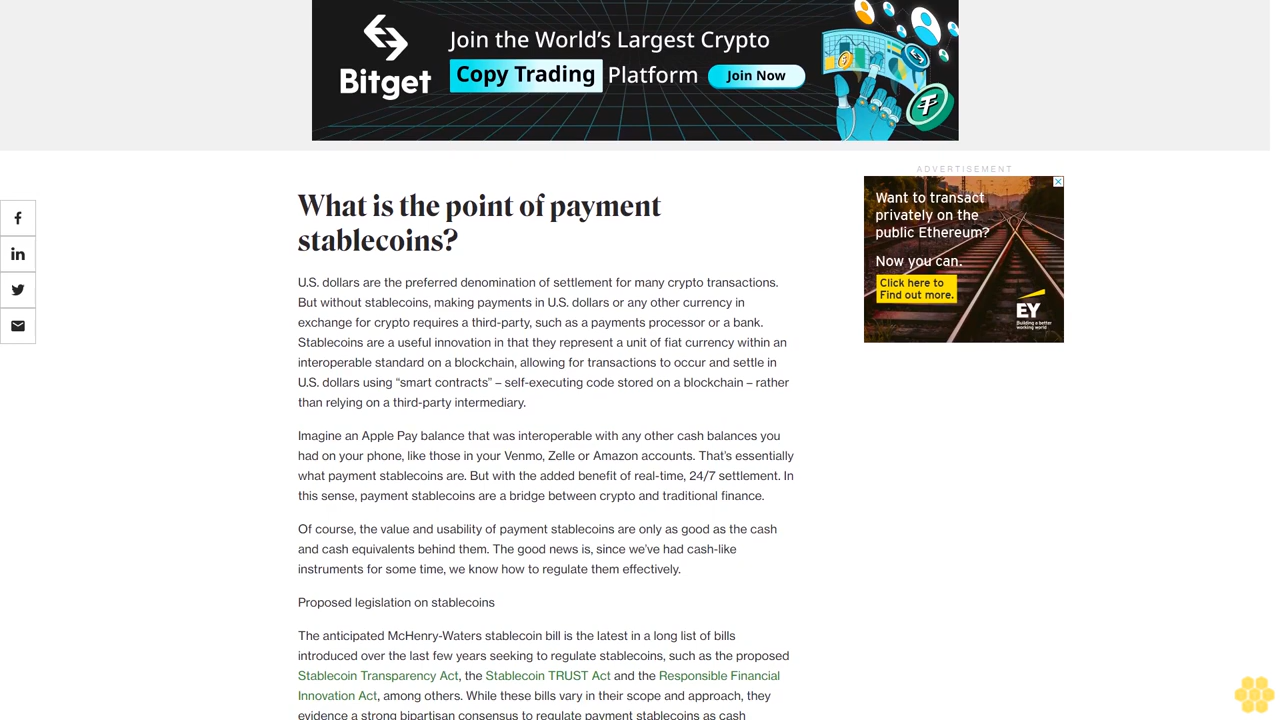 Bitget
Join the World's Largest Crypto
Copy Trading Platform
Join Now
ADVERTISEMENT
Want to transact
privately on the
public Ethereum?
Now you can.
Click here to
Find out more.
EY
Building a better
working world
What is the point of payment
stablecoins?
U.S. dollars are the preferred denomination of settlement for many crypto transactions.
But without stablecoins, making payments in U.S. dollars or any other currency in
exchange for crypto requires a third-party, such as a payments processor or a bank.
Stablecoins are a useful innovation in that they represent a unit of fiat currency within an
interoperable standard on a blockchain, allowing for transactions to occur and settle in
U.S. dollars using “smart contracts” – self-executing code stored on a blockchain – rather
than relying on a third-party intermediary.
Imagine an Apple Pay balance that was interoperable with any other cash balances you
had on your phone, like those in your Venmo, Zelle or Amazon accounts. That’s essentially
what payment stablecoins are. But with the added benefit of real-time, 24/7 settlement. In
this sense, payment stablecoins are a bridge between crypto and traditional finance.
Of course, the value and usability of payment stablecoins are only as good as the cash
and cash equivalents behind them. The good news is, since we’ve had cash-like
instruments for some time, we know how to regulate them effectively.
Proposed legislation on stablecoins
The anticipated McHenry-Waters stablecoin bill is the latest in a long list of bills
introduced over the last few years seeking to regulate stablecoins, such as the proposed
Stablecoin Transparency Act, the Stablecoin TRUST Act and the Responsible Financial
Innovation Act, among others. While these bills vary in their scope and approach, they
evidence a strong bipartisan consensus to regulate payment stablecoins as cash